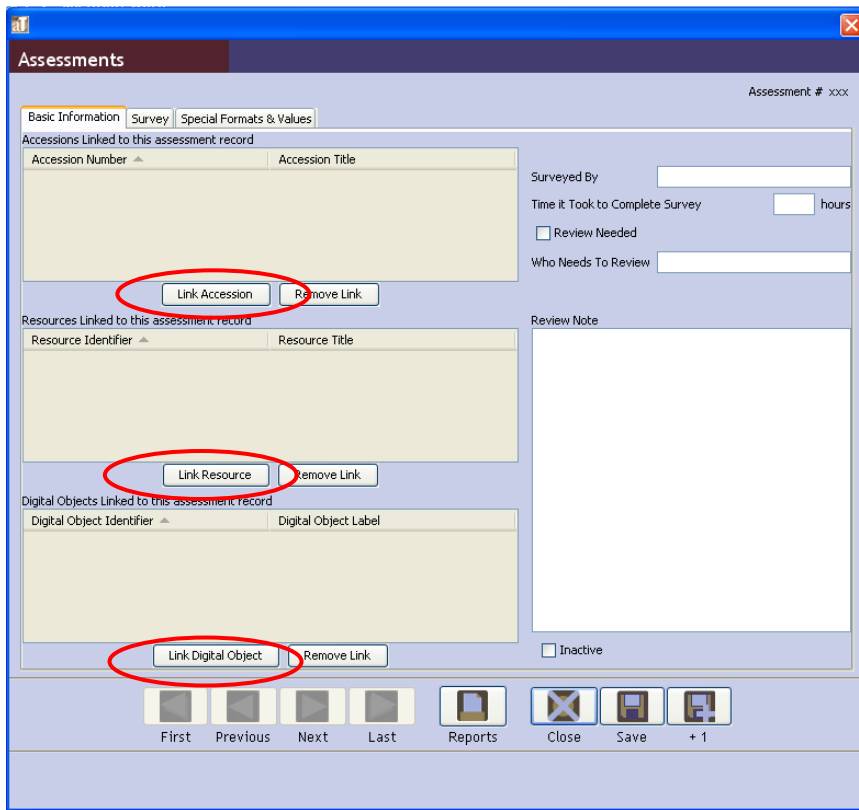 aT
Assessments
Assessment # xxx
Basic Information Survey Special Formats & Values
Accessions Linked to this assessment record
Accession Number Accession Title
Surveyed By
Time it Took to Complete Survey hours
Review Needed
Who Needs To Review
Link Accession Remove Link
Resources Linked to this assessment record
Resource Identifier Resource Title
Review Note
Link Resource Remove Link
Digital Objects Linked to this assessment record
Digital Object Identifier Digital Object Label
Link Digital Object Remove Link
Inactive
First Previous Next Last Reports Close Save + 1